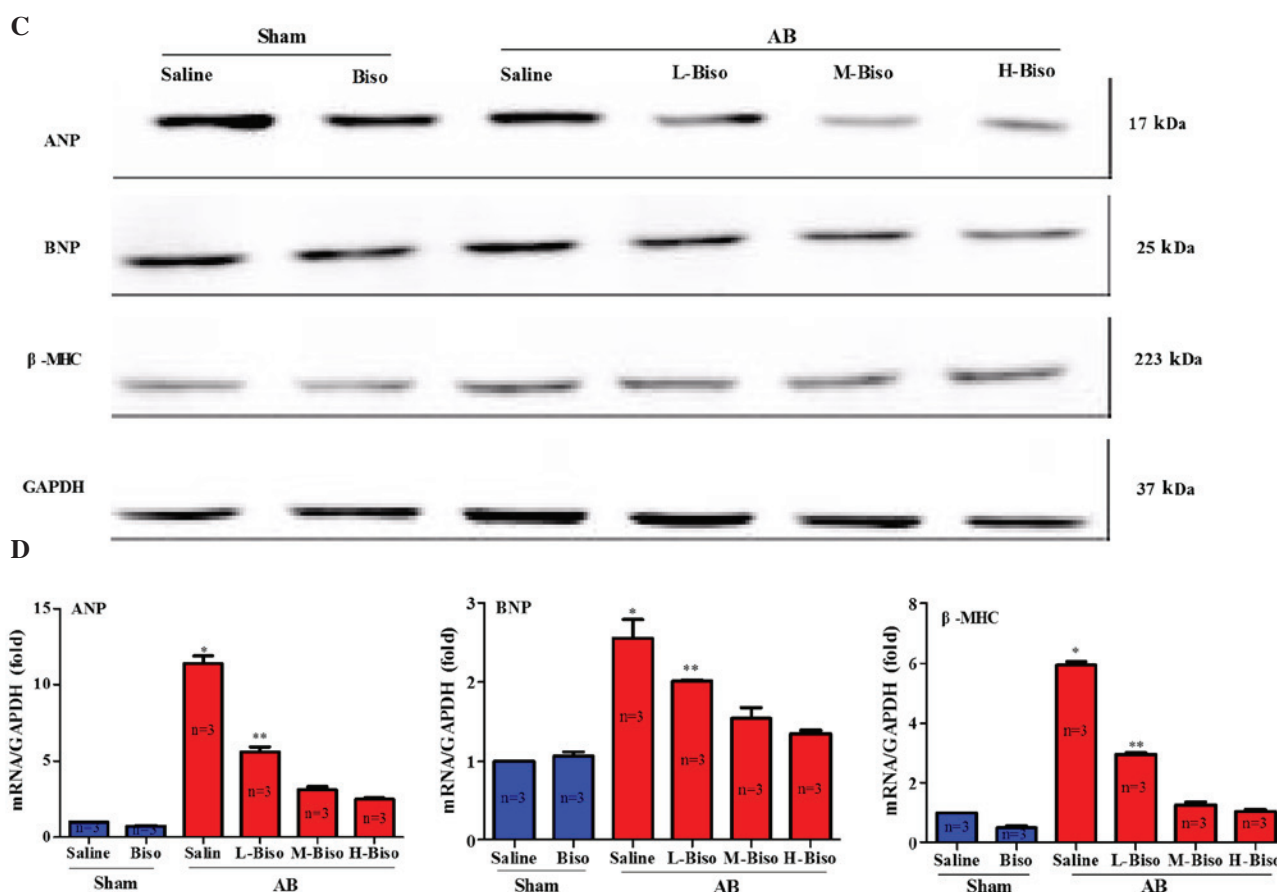 C
Sham AB
Saline Biso Saline L-Biso M-Biso H-Biso
ANP 17 kDa
BNP 25 kDa
β-MHC 223 kDa
GAPDH 37 kDa
D
ANP
mRNA/GAPDH (fold)
15
10
5
0
*
**
n=3 n=3 n=3 n=3 n=3 n=3
Saline Biso Salin L-Biso M-Biso H-Biso
Sham AB
BNP
mRNA/GAPDH (fold)
3
2
1
0
*
**
n=3 n=3 n=3 n=3 n=3 n=3
Saline Biso Saline L-Biso M-Biso H-Biso
Sham AB
β-MHC
mRNA/GAPDH (fold)
8
6
4
2
0
*
**
n=3 n=3 n=3 n=3 n=3 n=3
Saline Biso Saline L-Biso M-Biso H-Biso
Sham AB